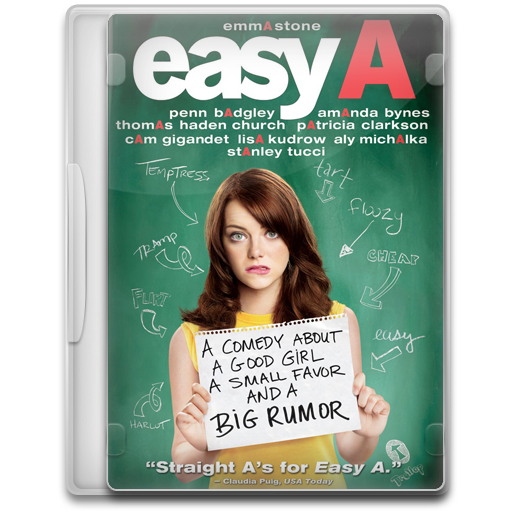 emmAstone
easyA
penn bAdgley amAnda bynes
thomAs haden church pAtricia clarkson
cAm gigandet lisA kudrow aly michAlka
stAnley tucci
TEMPTRESS
tart
floozy
TRAMP
CHEAP
FLIRT
easy
A COMEDY ABOUT
A GOOD GIRL
A SMALL FAVOR
AND A
BIG RUMOR
HARLOT
“Straight A's for Easy A.”
– Claudia Puig, USA Today